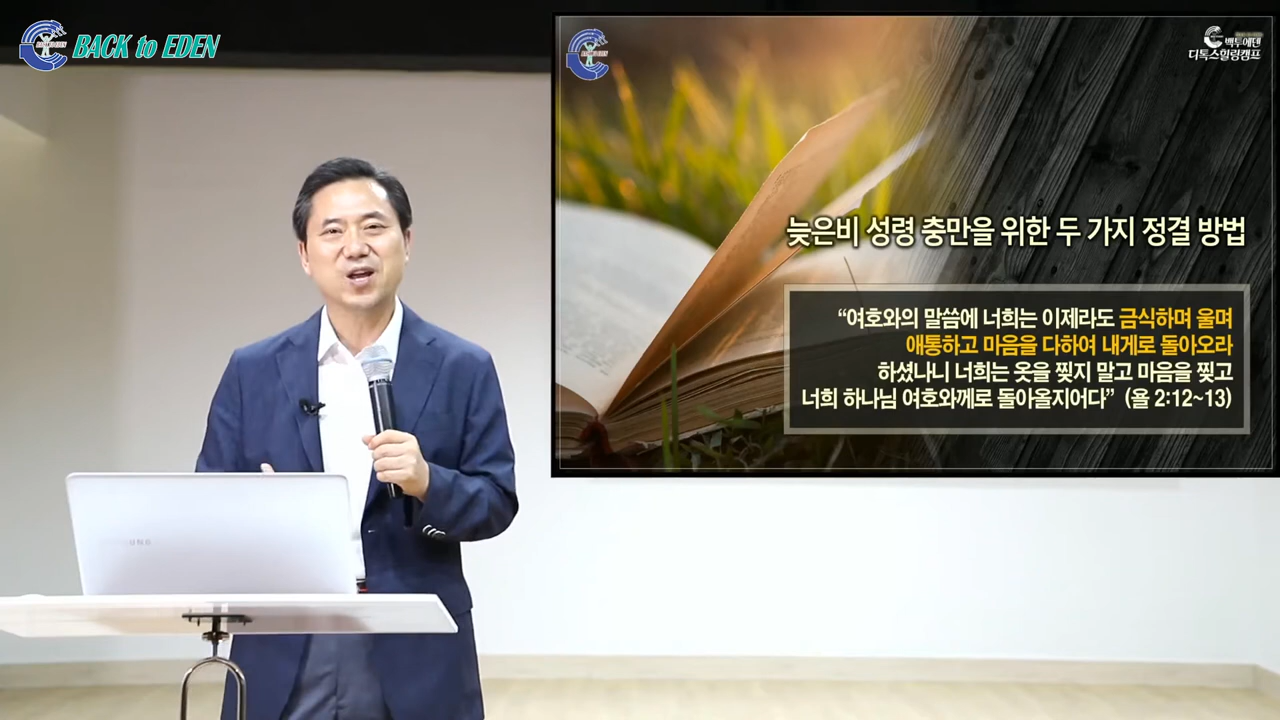 BACK to EDEN
백투에덴
디톡스힐링캠프
늦은비 성령 충만을 위한 두 가지 정결 방법
“여호와의 말씀에 너희는 이제라도 금식하며 울며
애통하고 마음을 다하여 내게로 돌아오라
하셨나니 너희는 옷을 찢지 말고 마음을 찢고
너희 하나님 여호와께로 돌아올지어다” (욜 2:12~13)